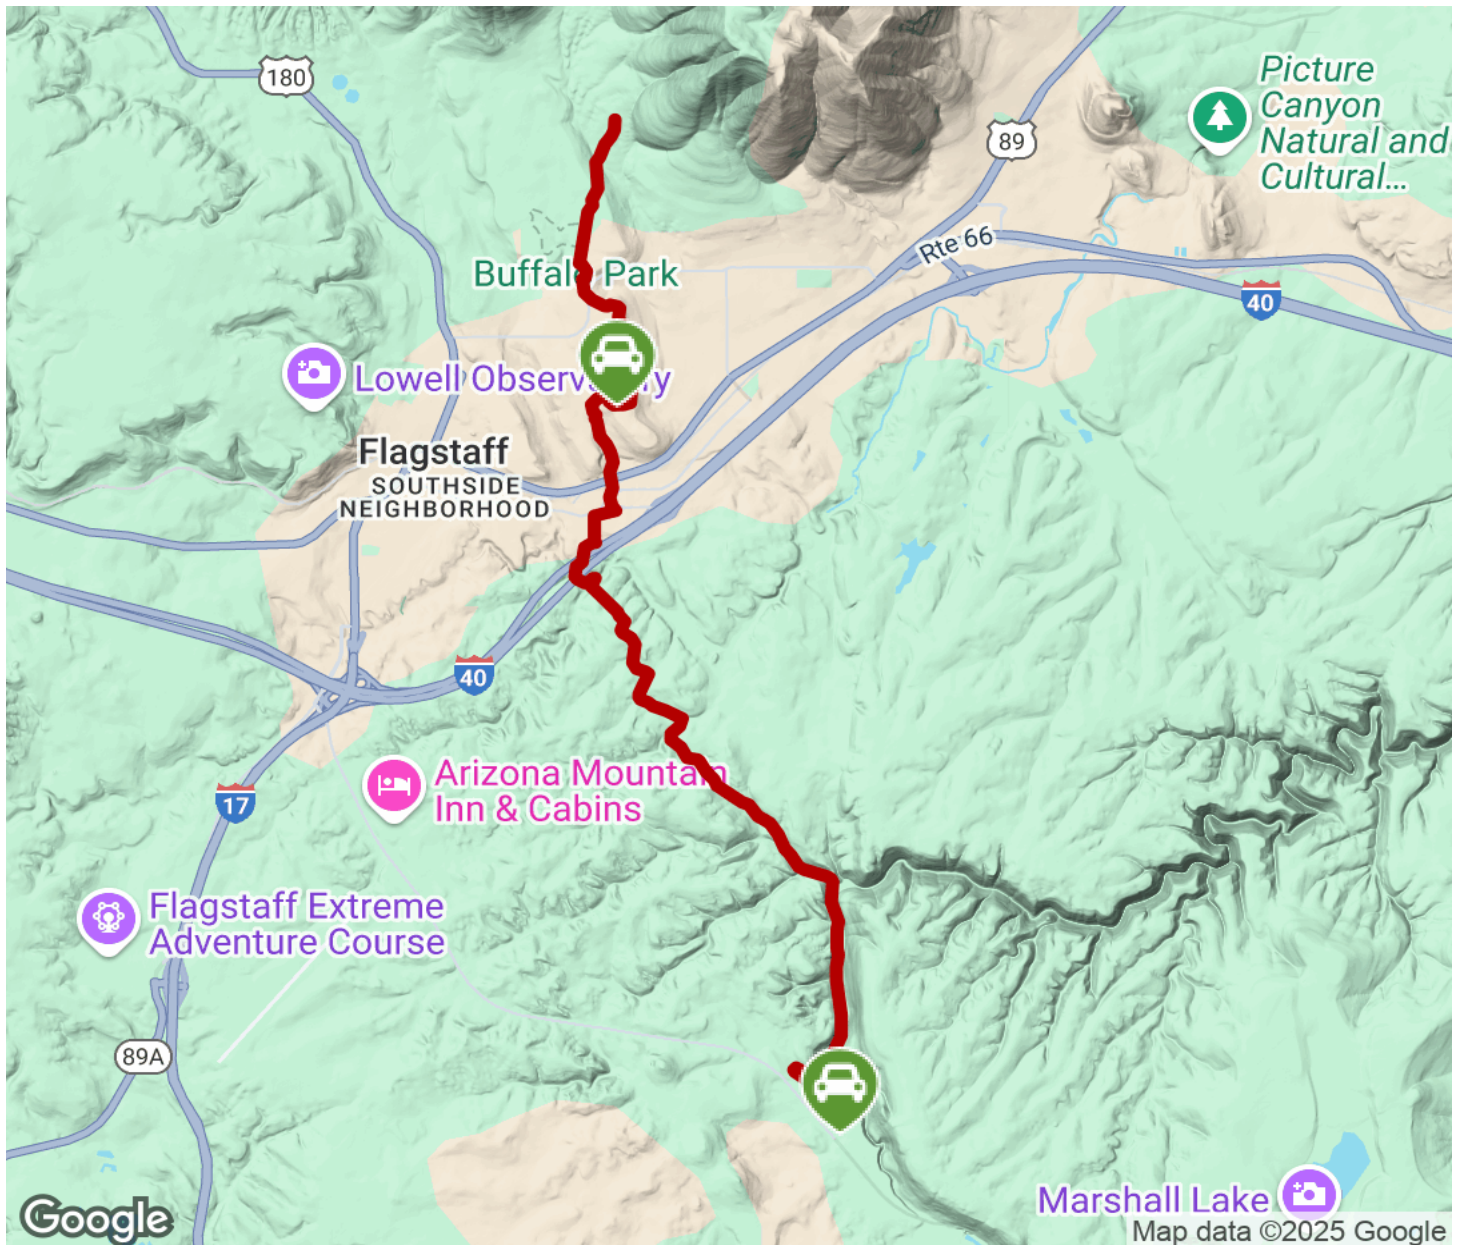 180
Picture
Canyon
Natural and
Cultural...
89
Rte 66
Buffalo Park
40
Lowell Observatory
Flagstaff
SOUTHSIDE
NEIGHBORHOOD
40
Arizona Mountain
Inn & Cabins
17
Flagstaff Extreme
Adventure Course
89A
Marshall Lake
Google
Map data ©2025 Google